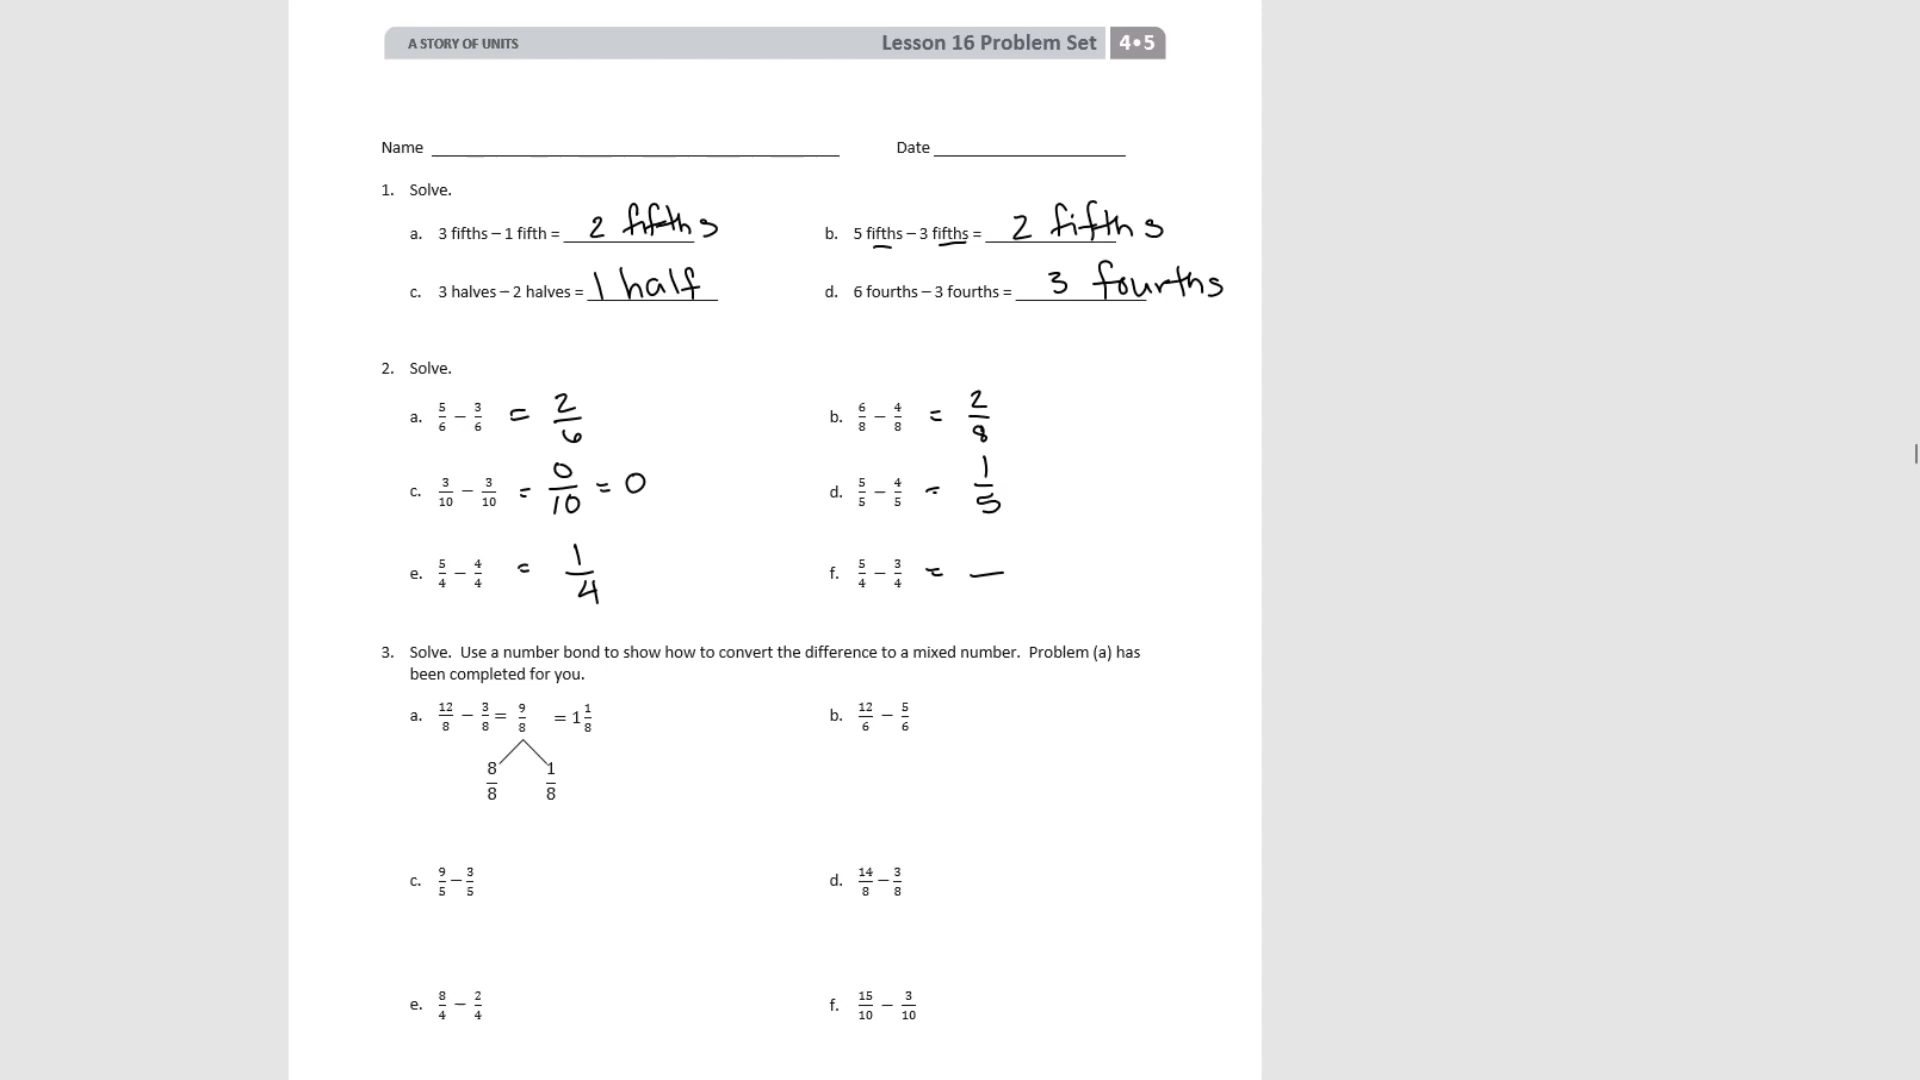 A STORY OF UNITS Lesson 16 Problem Set 4•5
Name Date
1. Solve.
a. 3 fifths – 1 fifth = 2 fifths b. 5 fifths – 3 fifths = 2 fifths
c. 3 halves – 2 halves = 1 half d. 6 fourths – 3 fourths = 3 fourths
2. Solve.
a. 5/6 – 3/6 = 2/6 b. 6/8 – 4/8 = 2/8
c. 3/10 – 3/10 = 0/10 = 0 d. 5/5 – 4/5 = 1/5
e. 5/4 – 4/4 = 1/4 f. 5/4 – 3/4 = —
3. Solve. Use a number bond to show how to convert the difference to a mixed number. Problem (a) has
been completed for you.
a. 12/8 – 3/8 = 9/8 = 1 1/8 b. 12/6 – 5/6
8/8 1/8
c. 9/5 – 3/5 d. 14/8 – 3/8
e. 8/4 – 2/4 f. 15/10 – 3/10